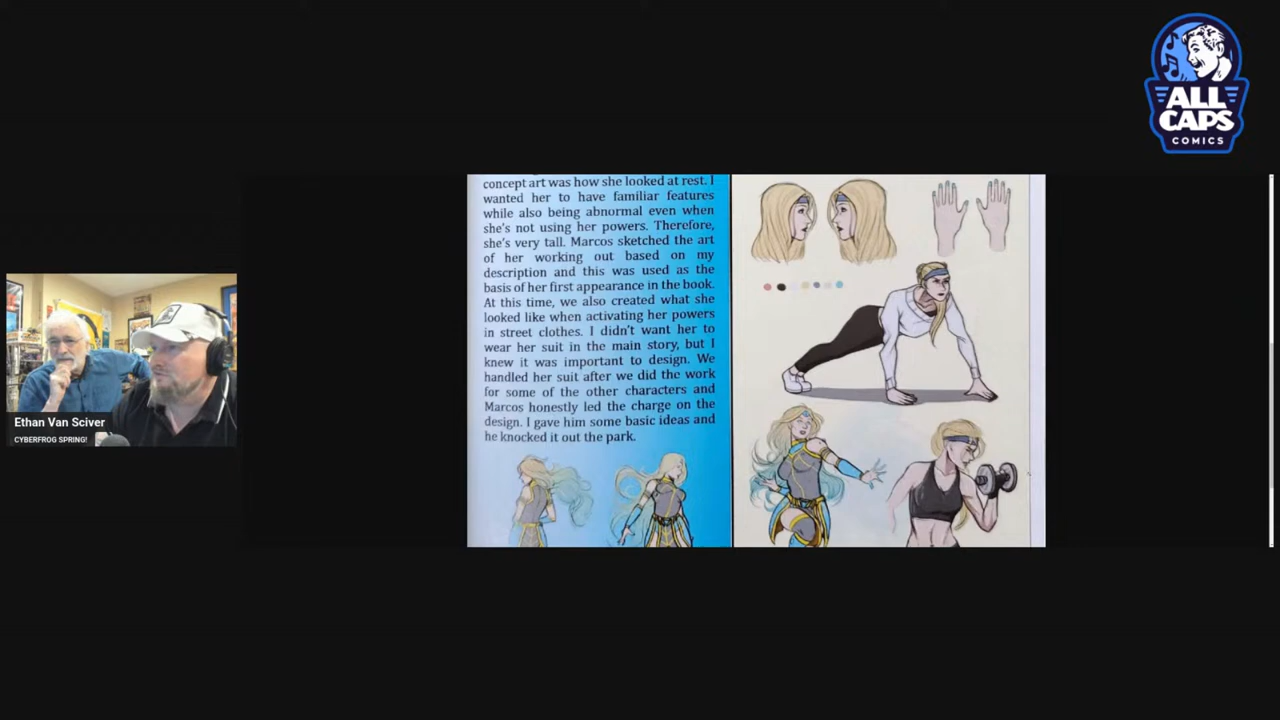 ALL
CAPS
COMICS
concept art was how she looked at rest. I
wanted her to have familiar features
while also being abnormal even when
she's not using her powers. Therefore,
she's very tall. Marcos sketched the art
of her working out based on my
description and this was used as the
basis of her first appearance in the book.
At this time, we also created what she
looked like when activating her powers
in street clothes. I didn't want her to
wear her suit in the main story, but I
knew it was important to design. We
handled her suit after we did the work
for some of the other characters and
Marcos honestly led the charge on the
design. I gave him some basic ideas and
he knocked it out the park.
Ethan Van Sciver
CYBERFROG SPRING!